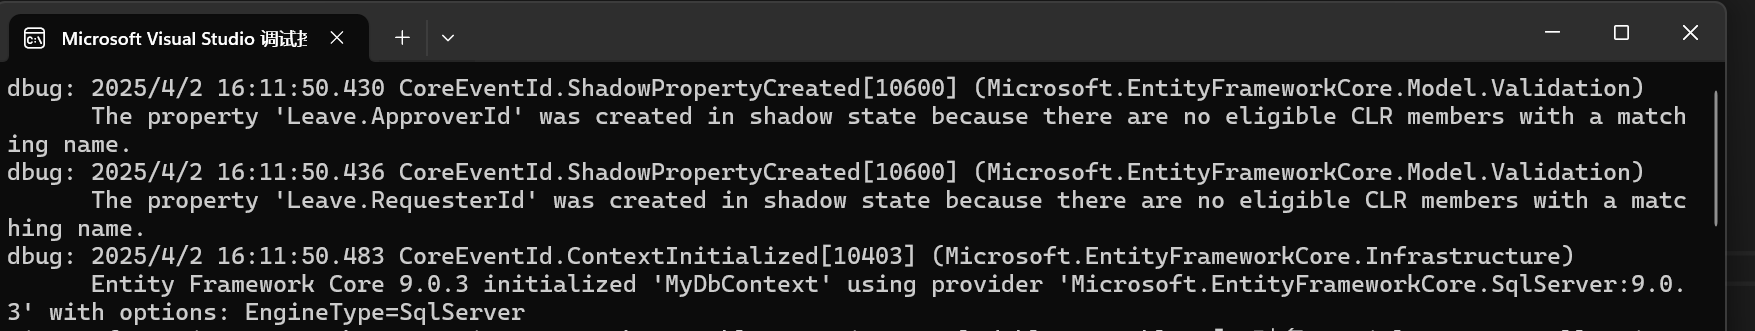 Microsoft Visual Studio 调试
dbug: 2025/4/2 16:11:50.430 CoreEventId.ShadowPropertyCreated[10600] (Microsoft.EntityFrameworkCore.Model.Validation)
The property 'Leave.ApproverId' was created in shadow state because there are no eligible CLR members with a match
ing name.
dbug: 2025/4/2 16:11:50.436 CoreEventId.ShadowPropertyCreated[10600] (Microsoft.EntityFrameworkCore.Model.Validation)
The property 'Leave.RequesterId' was created in shadow state because there are no eligible CLR members with a matc
hing name.
dbug: 2025/4/2 16:11:50.483 CoreEventId.ContextInitialized[10403] (Microsoft.EntityFrameworkCore.Infrastructure)
Entity Framework Core 9.0.3 initialized 'MyDbContext' using provider 'Microsoft.EntityFrameworkCore.SqlServer:9.0.
3' with options: EngineType=SqlServer